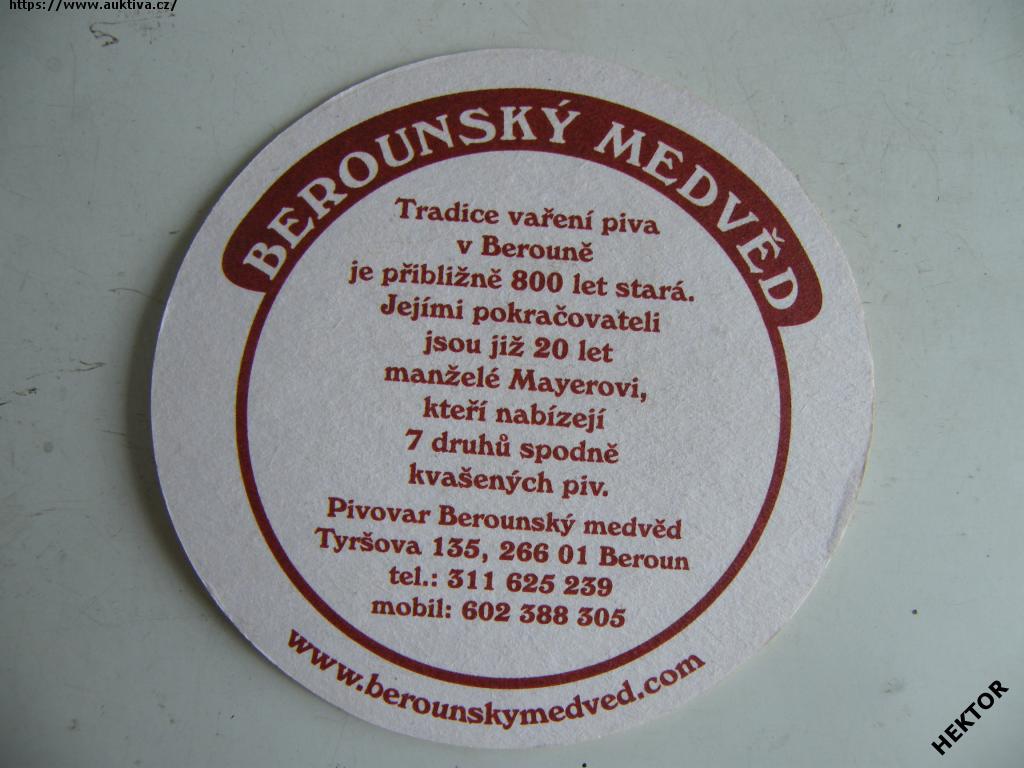 https://www.auktiva.cz/
BEROUNSKÝ MEDVĚD
Tradice vaření piva
v Berouně
je přibližně 800 let stará.
Jejími pokračovateli
jsou již 20 let
manželé Mayerovi,
kteří nabízejí
7 druhů spodně
kvašených piv.
Pivovar Berounský medvěd
Tyršova 135, 266 01 Beroun
tel.: 311 625 239
mobil: 602 388 305
www.berounskymedved.com
HEKTOR